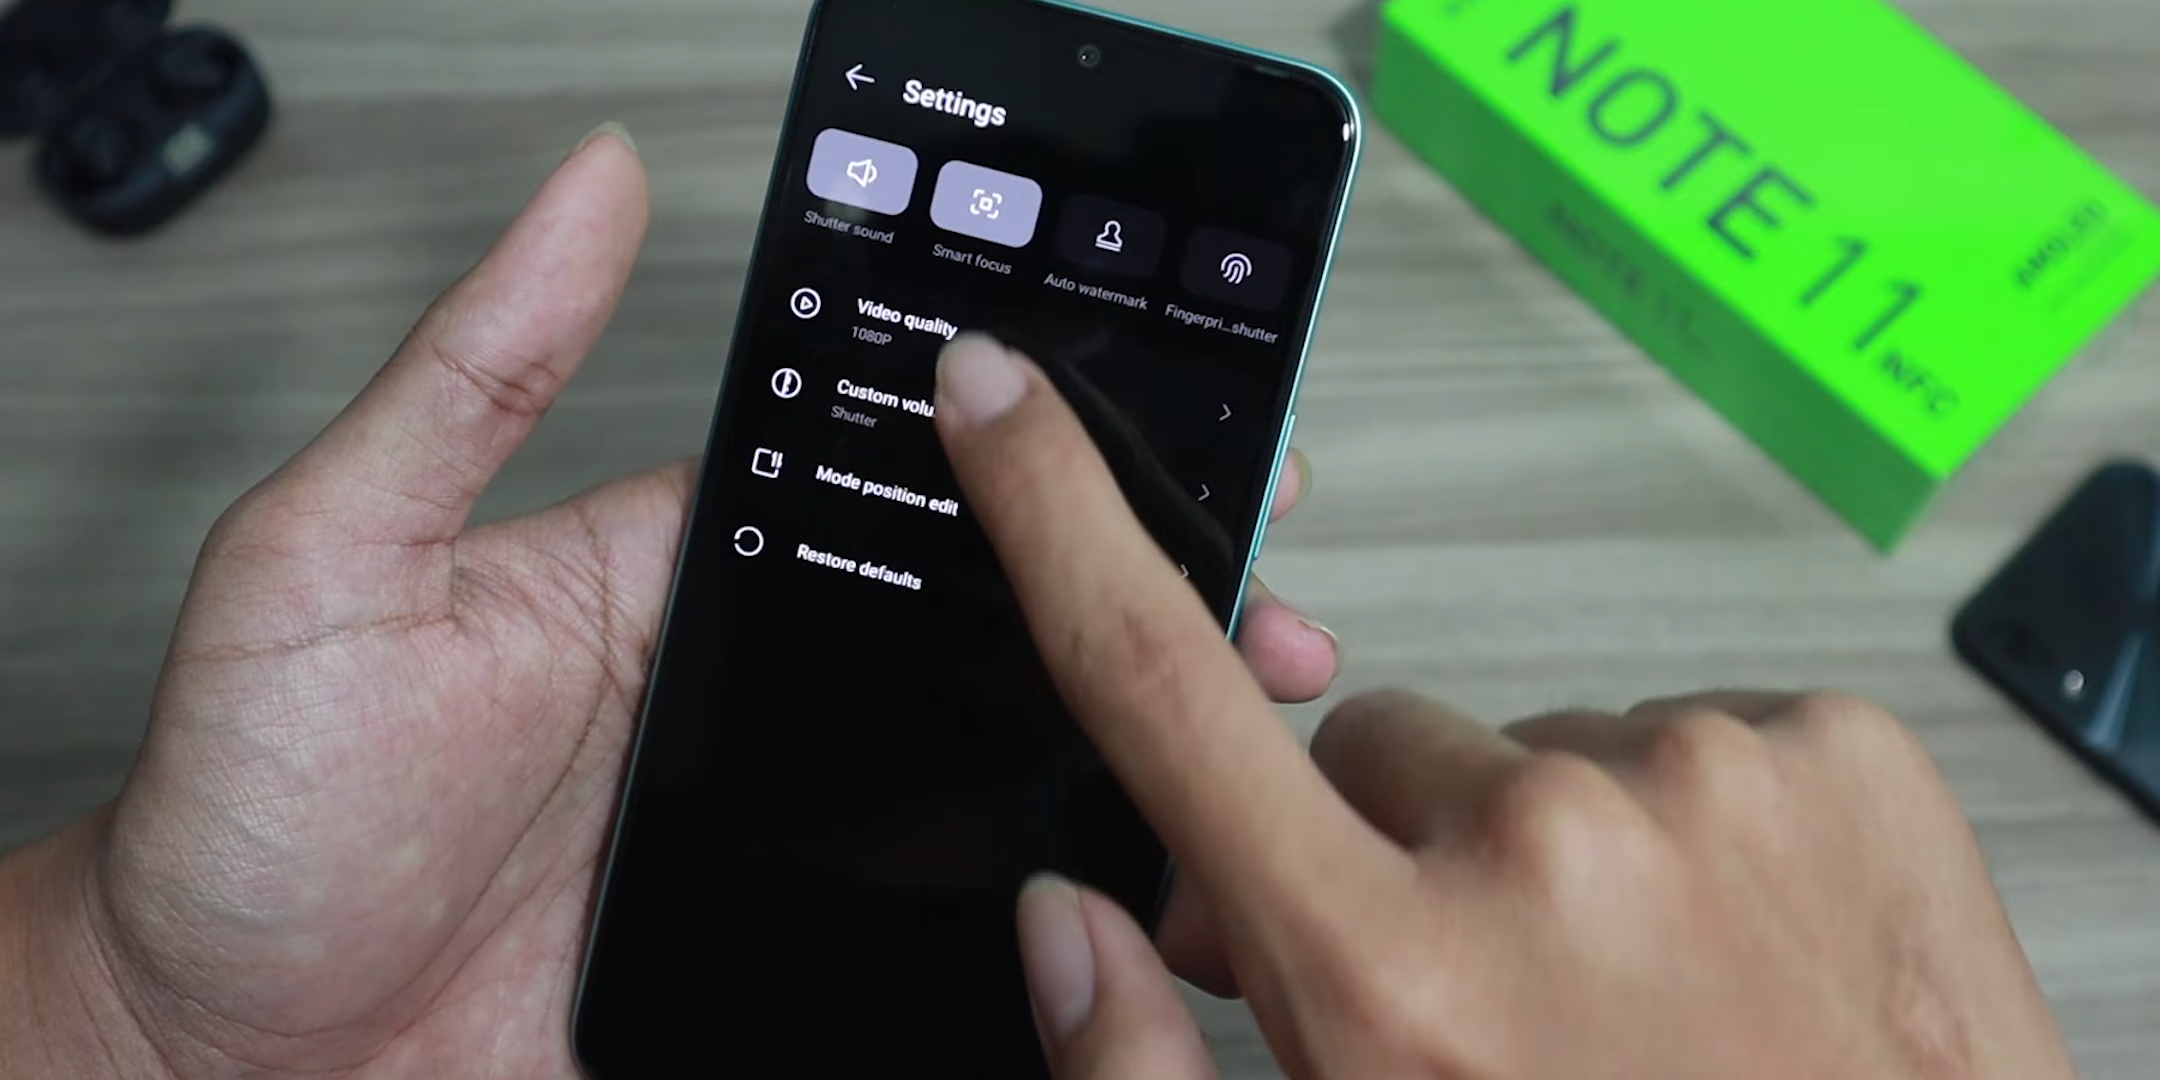 Settings
Shutter sound
Smart focus
Auto watermark
Fingerpri...shutter
Video quality
1080P
Custom volu
Shutter
Mode position edit
Restore defaults
NOTE 11
NFC
AMOLED